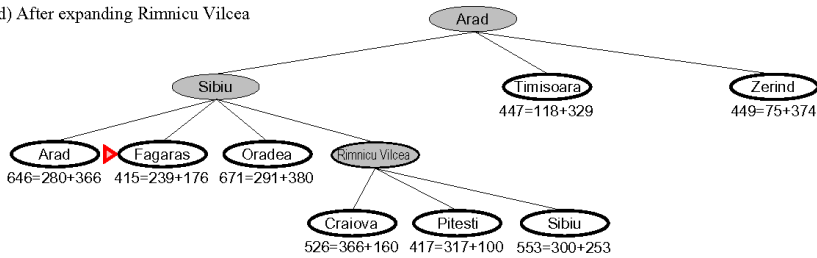 d) After expanding Rimnicu Vilcea
Arad
Sibiu
Timisoara
Zerind
447=118+329
449=75+374
Arad
Fagaras
Oradea
Rimnicu Vilcea
646=280+366
415=239+176
671=291+380
Craiova
Pitesti
Sibiu
526=366+160
417=317+100
553=300+253